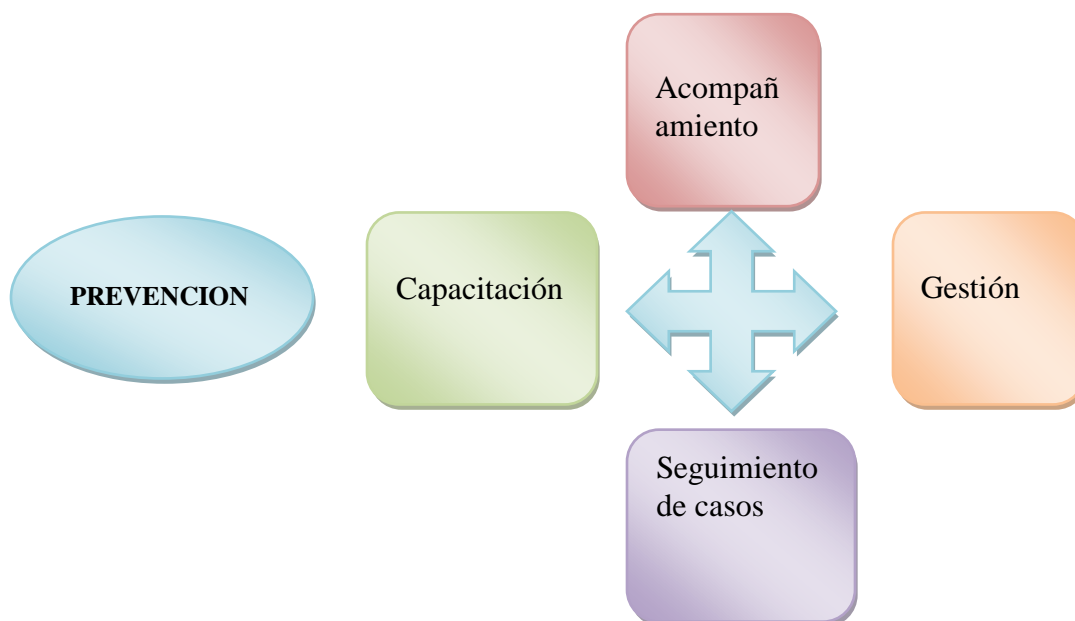 Acompañ
amiento
PREVENCION
Capacitación
Gestión
Seguimiento
de casos